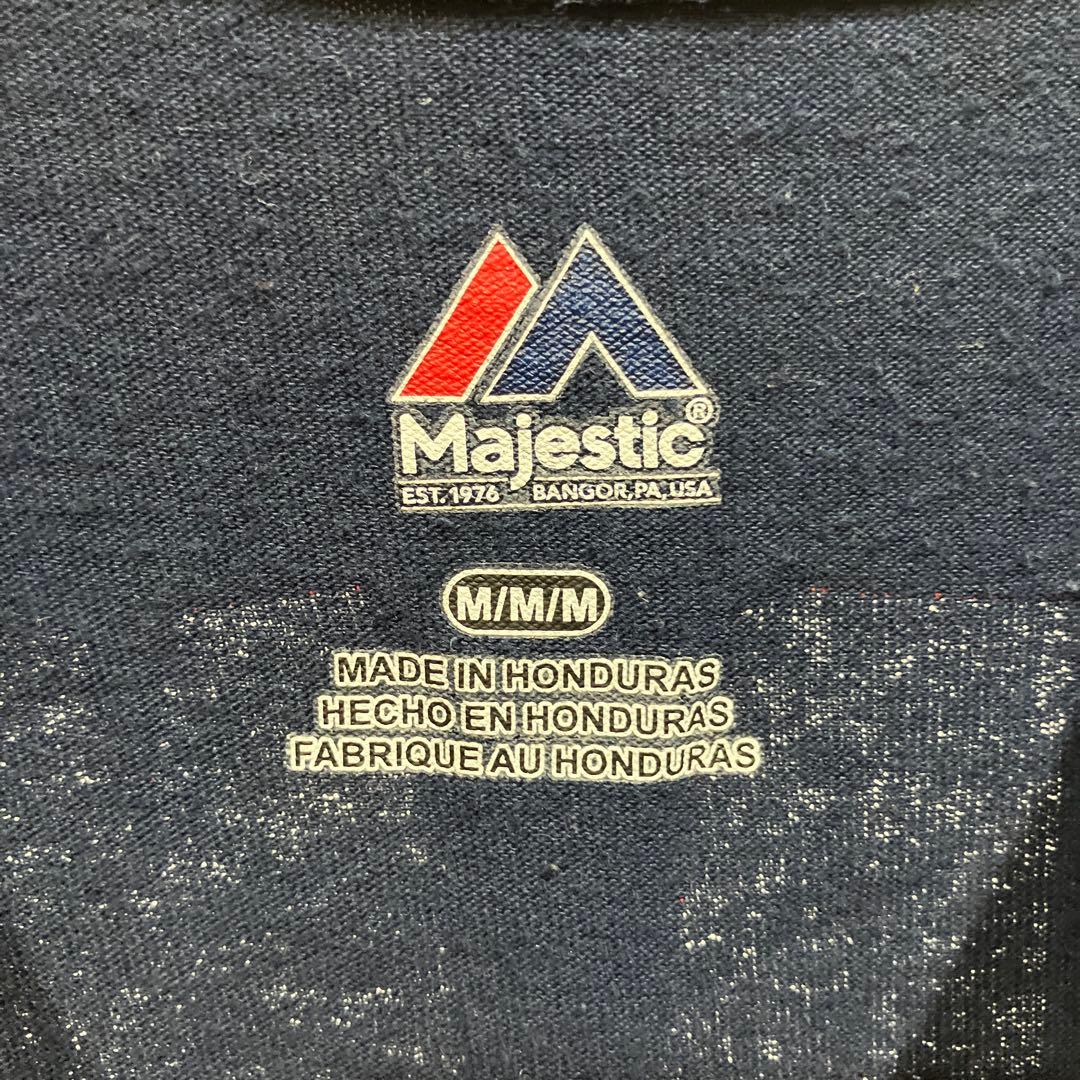 Majestic®
EST. 1976 BANGOR, PA, USA
M/M/M
MADE IN HONDURAS
HECHO EN HONDURAS
FABRIQUE AU HONDURAS